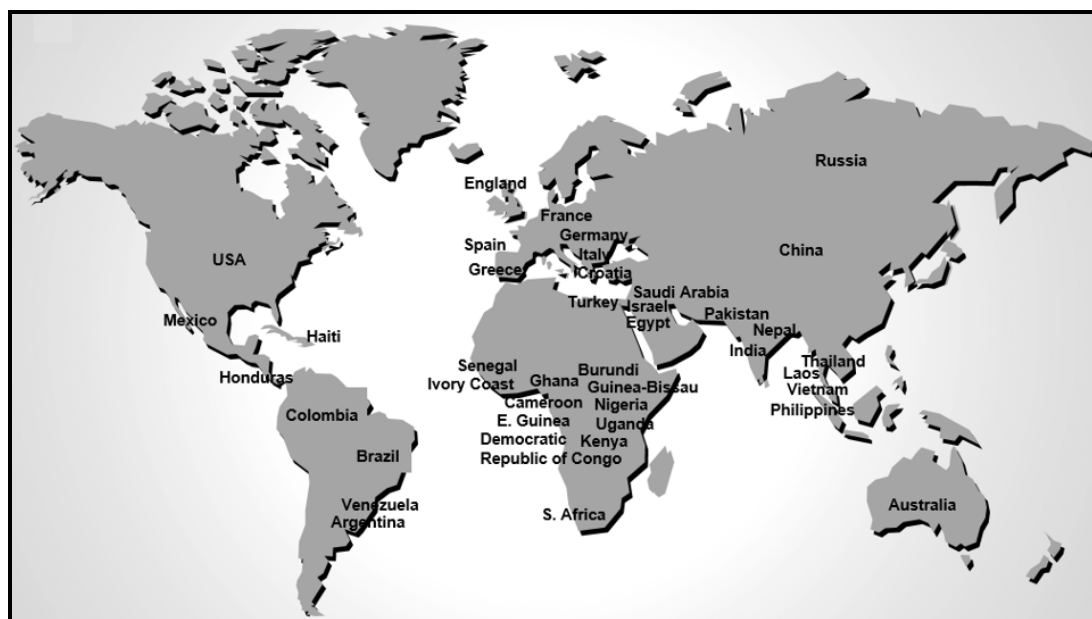 Russia
England
France
Germany
China
Spain
Italy
USA
Greece
Croatia
Saudi Arabia
Turkey
Israel
Pakistan
Mexico
Egypt
Nepal
Haiti
India
Thailand
Senegal
Burundi
Laos
Honduras
Ivory Coast
Ghana
Guinea-Bissau
Vietnam
Cameroon
Nigeria
Philippines
Colombia
E. Guinea
Uganda
Democratic
Republic of Congo
Kenya
Brazil
Venezuela
Australia
Argentina
S. Africa